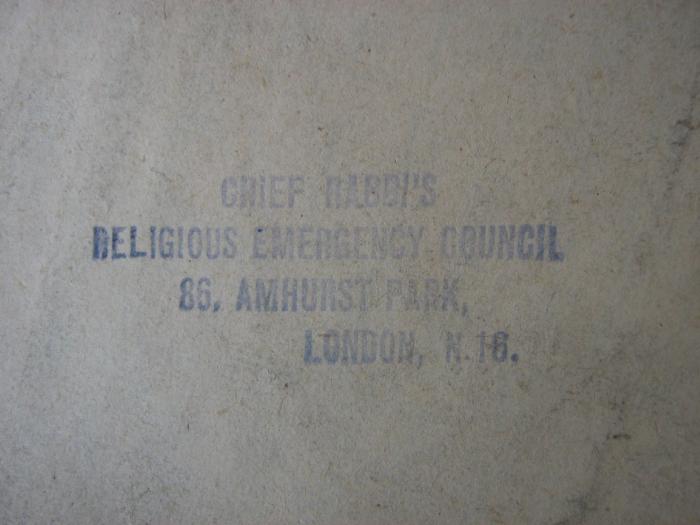 CHIEF RABBI'S
RELIGIOUS EMERGENCY COUNCIL
86, AMHURST PARK,
LONDON, N.16.